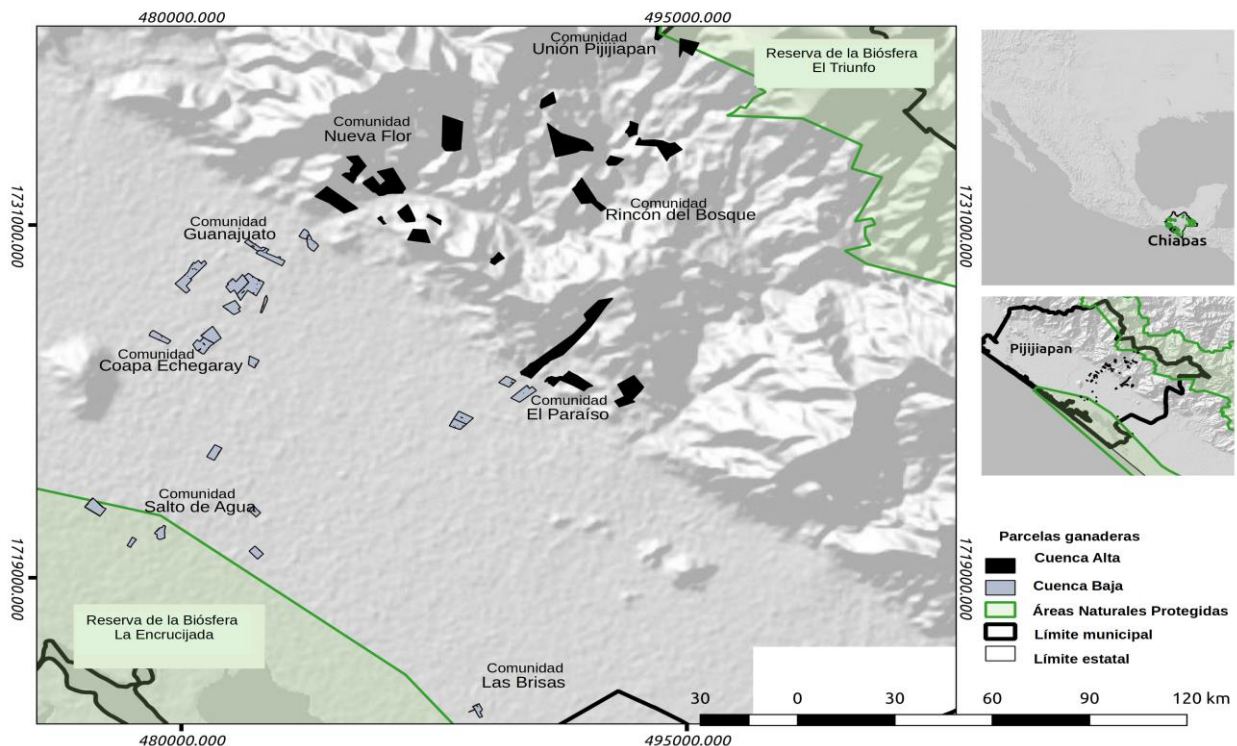 480000.000
495000.000
Comunidad
Unión Pijijiapan
Reserva de la Biósfera
El Triunfo
Comunidad
Nueva Flor
Comunidad
Rincón del Bosque
1731000.000
1731000.000
Comunidad
Guanajuato
Comunidad
Coapa Echegaray
Comunidad
El Paraíso
Comunidad
Salto de Agua
1719000.000
1719000.000
Reserva de la Biósfera
La Encrucijada
Comunidad
Las Brisas
480000.000
495000.000
Chiapas
Pijijiapan
Parcelas ganaderas
Cuenca Alta
Cuenca Baja
Áreas Naturales Protegidas
Límite municipal
Límite estatal
30 0 30 60 90 120 km